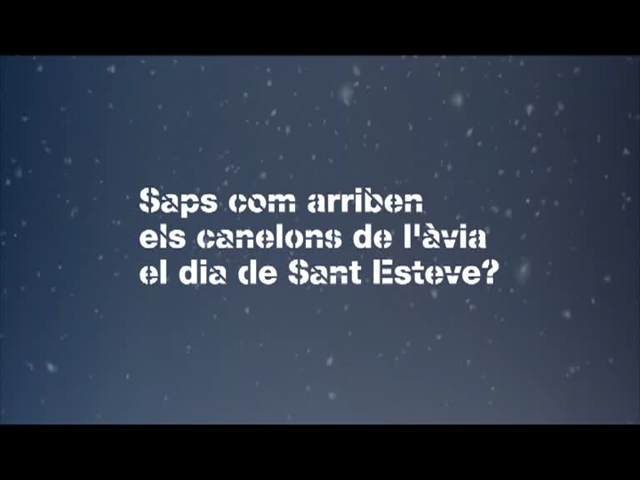 Saps com arriben
els canelons de l'àvia
el dia de Sant Esteve?